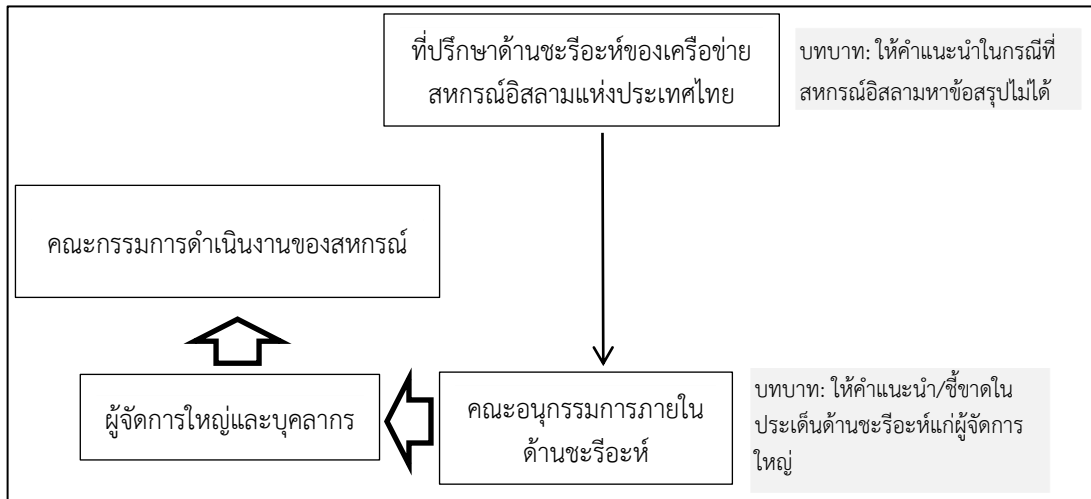 ที่ปรึกษาด้านชะรีอะห์ของเครือข่าย
สหกรณ์อิสลามแห่งประเทศไทย
บทบาท: ให้คำแนะนำในกรณีที่
สหกรณ์อิสลามหาข้อสรุปไม่ได้
คณะกรรมการดำเนินงานของสหกรณ์
ผู้จัดการใหญ่และบุคลากร
คณะอนุกรรมการภายใน
ด้านชะรีอะห์
บทบาท: ให้คำแนะนำ/ชี้ขาดใน
ประเด็นด้านชะรีอะห์แก่ผู้จัดการ
ใหญ่